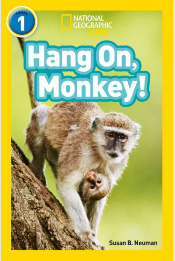 1
NATIONAL
GEOGRAPHIC
Hang On,
Monkey!
Susan B. Neuman